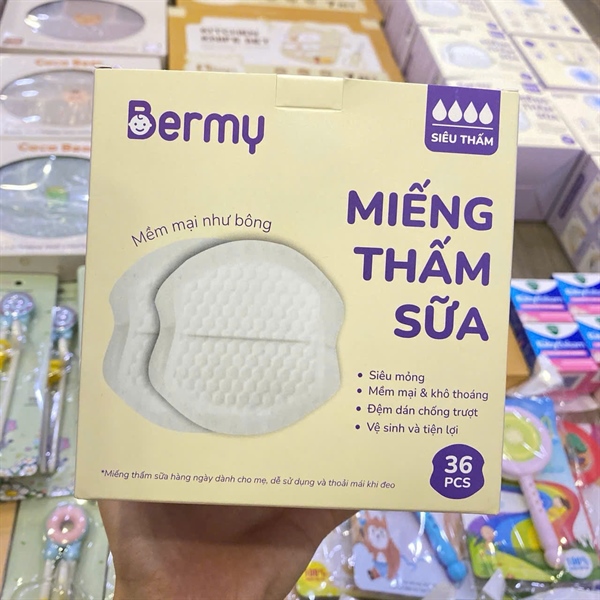 Bermy
SIÊU THẤM
Mềm mại như bông
MIẾNG
THẤM
SỮA
• Siêu mỏng
• Mềm mại & khô thoáng
• Đệm dán chống trượt
• Vệ sinh và tiện lợi
36
PCS
*Miếng thấm sữa hàng ngày dành cho mẹ, dễ sử dụng và thoải mái khi đeo